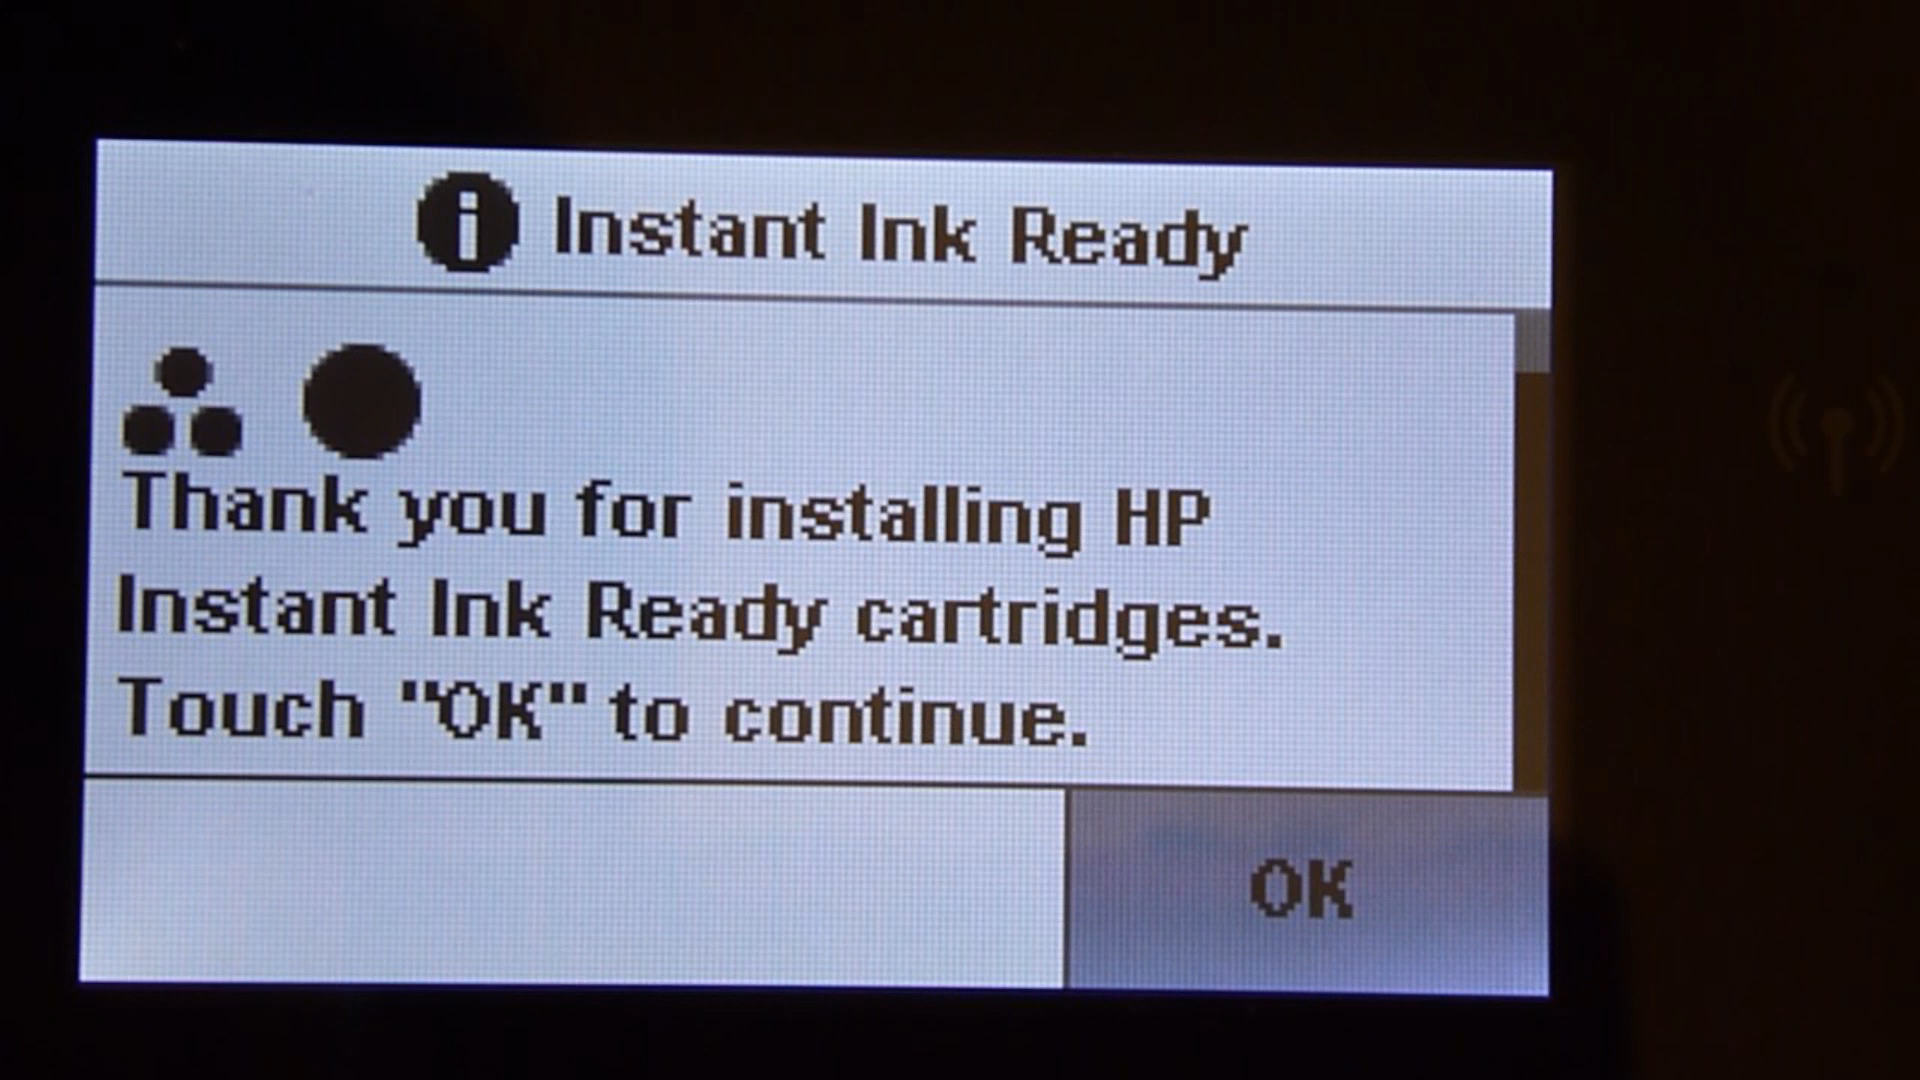 Instant Ink Ready
Thank you for installing HP
Instant Ink Ready cartridges.
Touch "OK" to continue.
OK